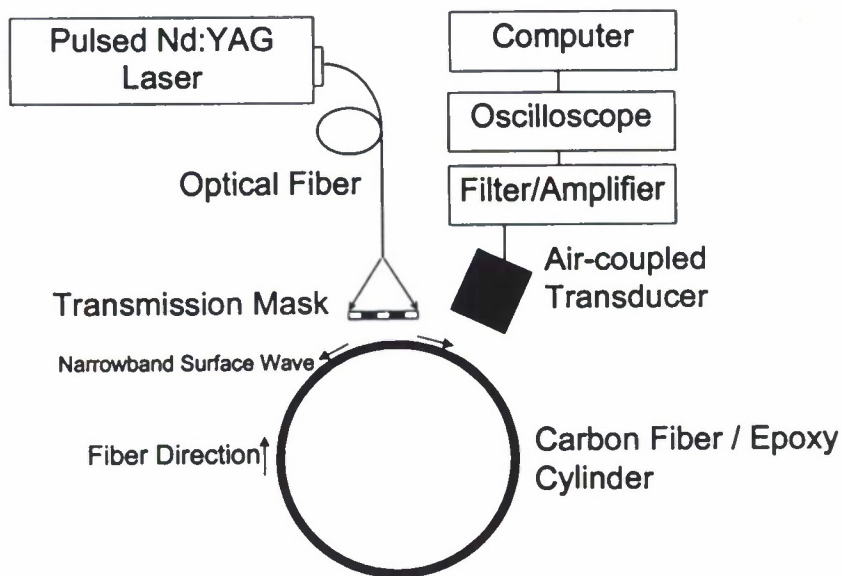 Pulsed Nd:YAG
Laser
Optical Fiber
Computer
Oscilloscope
Filter/Amplifier
Air-coupled
Transducer
Transmission Mask
Narrowband Surface Wave
Fiber Direction
Carbon Fiber / Epoxy
Cylinder